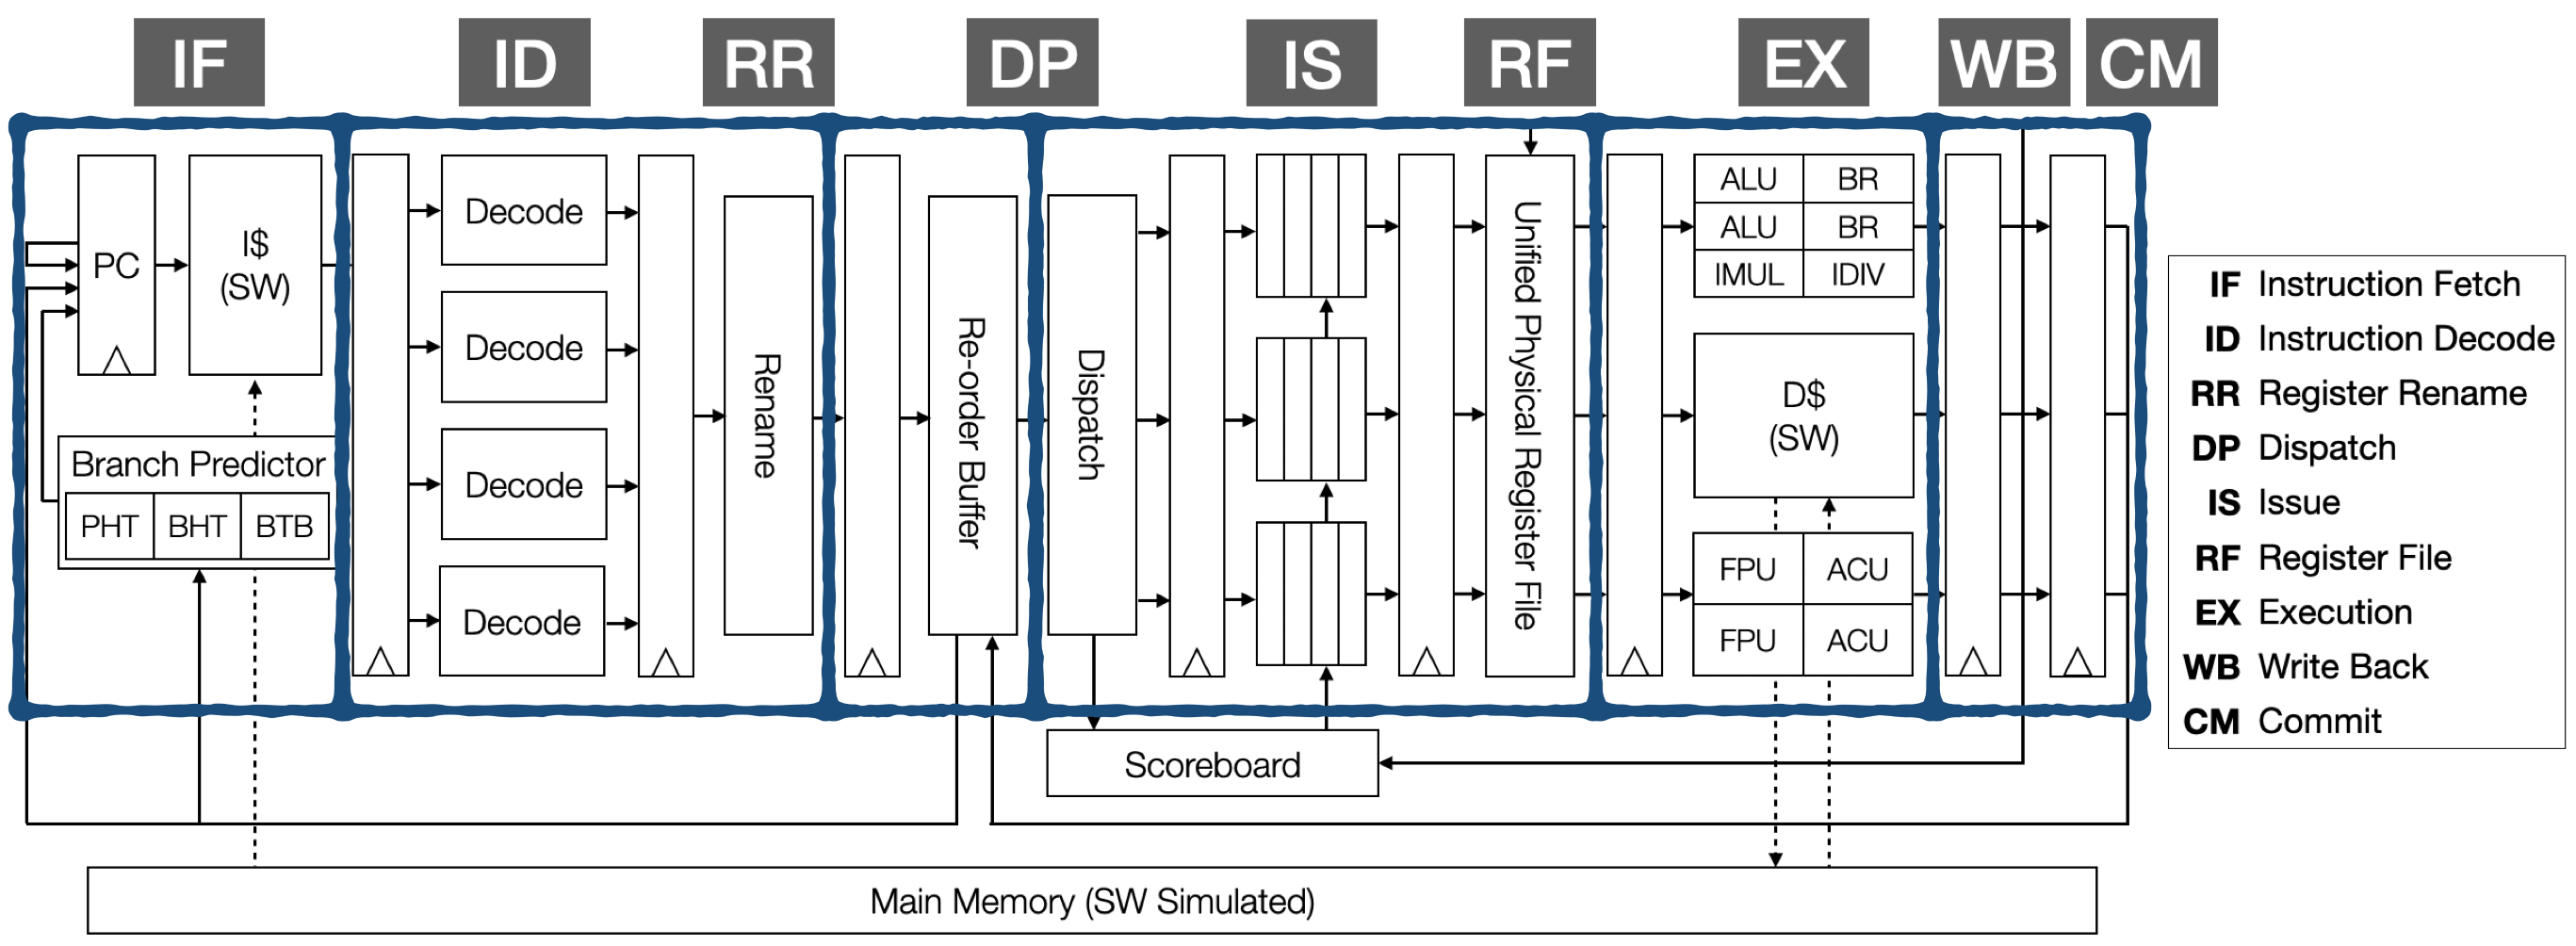 IF
ID
RR
DP
IS
RF
EX
WB
CM
PC
I$
(SW)
Branch Predictor
PHT
BHT
BTB
Decode
Decode
Decode
Decode
Rename
Re-order Buffer
Dispatch
Unified Physical Register File
ALU
BR
ALU
BR
IMUL
IDIV
D$
(SW)
FPU
ACU
FPU
ACU
Scoreboard
Main Memory (SW Simulated)
IF Instruction Fetch
ID Instruction Decode
RR Register Rename
DP Dispatch
IS Issue
RF Register File
EX Execution
WB Write Back
CM Commit